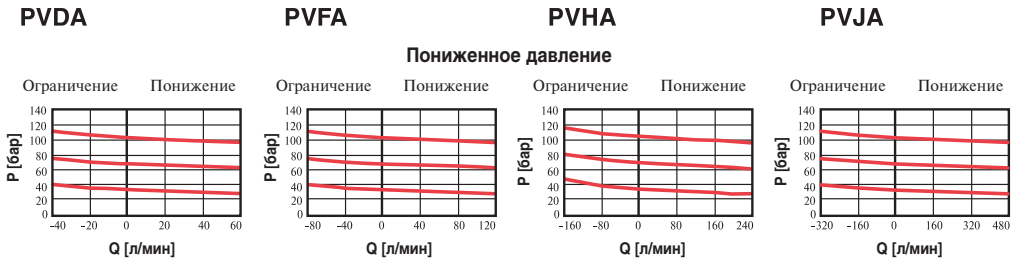 PVDA PVFA PVHA PVJA
Пониженное давление
Ограничение Понижение Ограничение Понижение Ограничение Понижение Ограничение Понижение
140 140 140 140
120 120 120 120
100 100 100 100
80 80 80 80
60 60 60 60
40 40 40 40
20 20 20 20
0 0 0 0
P [бар] P [бар] P [бар] P [бар]
-40 -20 0 20 40 60 -80 -40 0 40 80 120 -160 -80 0 80 160 240 -320 -160 0 160 320 480
Q [л/мин] Q [л/мин] Q [л/мин] Q [л/мин]